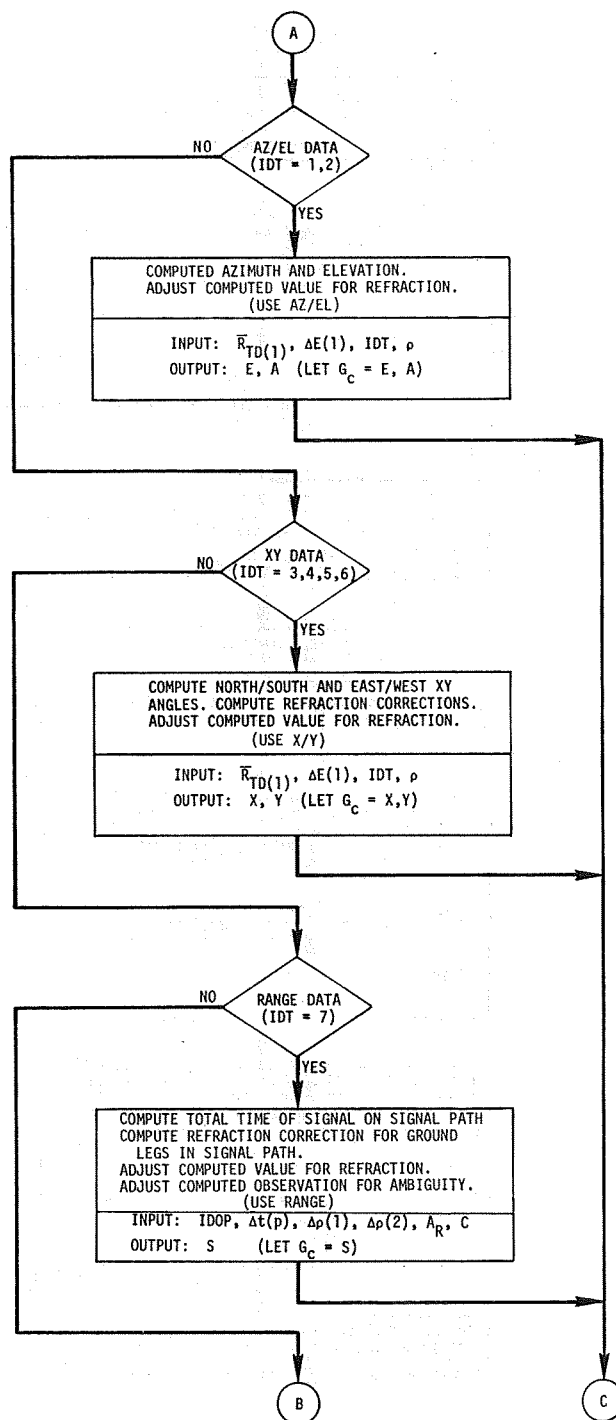 A
AZ/EL DATA
(IDT = 1,2)
NO
YES
COMPUTED AZIMUTH AND ELEVATION.
ADJUST COMPUTED VALUE FOR REFRACTION.
(USE AZ/EL)
INPUT: R̅TD(1), ΔE(1), IDT, ρ
OUTPUT: E, A (LET GC = E, A)
XY DATA
(IDT = 3,4,5,6)
NO
YES
COMPUTE NORTH/SOUTH AND EAST/WEST XY
ANGLES. COMPUTE REFRACTION CORRECTIONS.
ADJUST COMPUTED VALUE FOR REFRACTION.
(USE X/Y)
INPUT: R̅TD(1), ΔE(1), IDT, ρ
OUTPUT: X, Y (LET GC = X,Y)
RANGE DATA
(IDT = 7)
NO
YES
COMPUTE TOTAL TIME OF SIGNAL ON SIGNAL PATH
COMPUTE REFRACTION CORRECTION FOR GROUND
LEGS IN SIGNAL PATH.
ADJUST COMPUTED VALUE FOR REFRACTION.
ADJUST COMPUTED OBSERVATION FOR AMBIGUITY.
(USE RANGE)
INPUT: IDOP, Δt(p), Δρ(1), Δρ(2), AR, C
OUTPUT: S (LET GC = S)
B
C